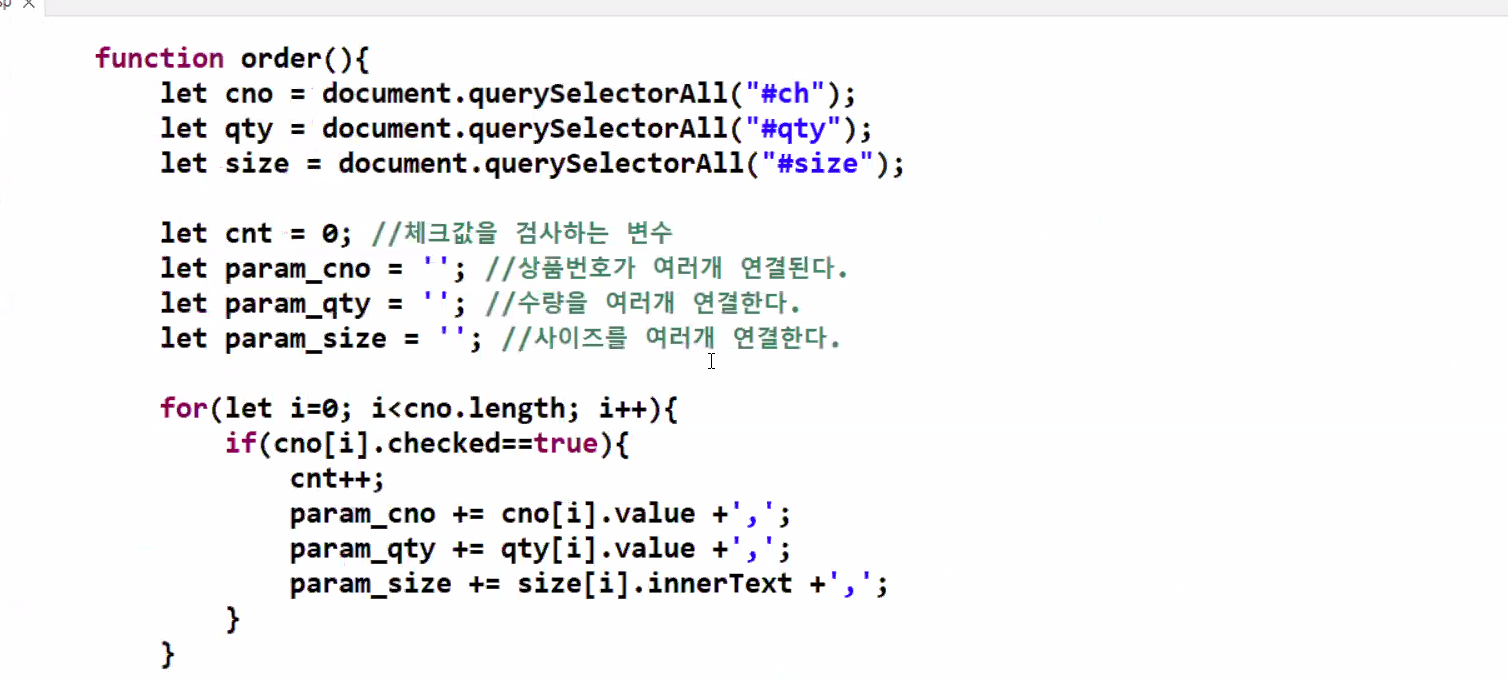 function order(){
let cno = document.querySelectorAll("#ch");
let qty = document.querySelectorAll("#qty");
let size = document.querySelectorAll("#size");
let cnt = 0; //체크값을 검사하는 변수
let param_cno = ''; //상품번호가 여러개 연결된다.
let param_qty = ''; //수량을 여러개 연결한다.
let param_size = ''; //사이즈를 여러개 연결한다.
for(let i=0; i<cno.length; i++){
if(cno[i].checked==true){
cnt++;
param_cno += cno[i].value +',';
param_qty += qty[i].value +',';
param_size += size[i].innerText +',';
}
}